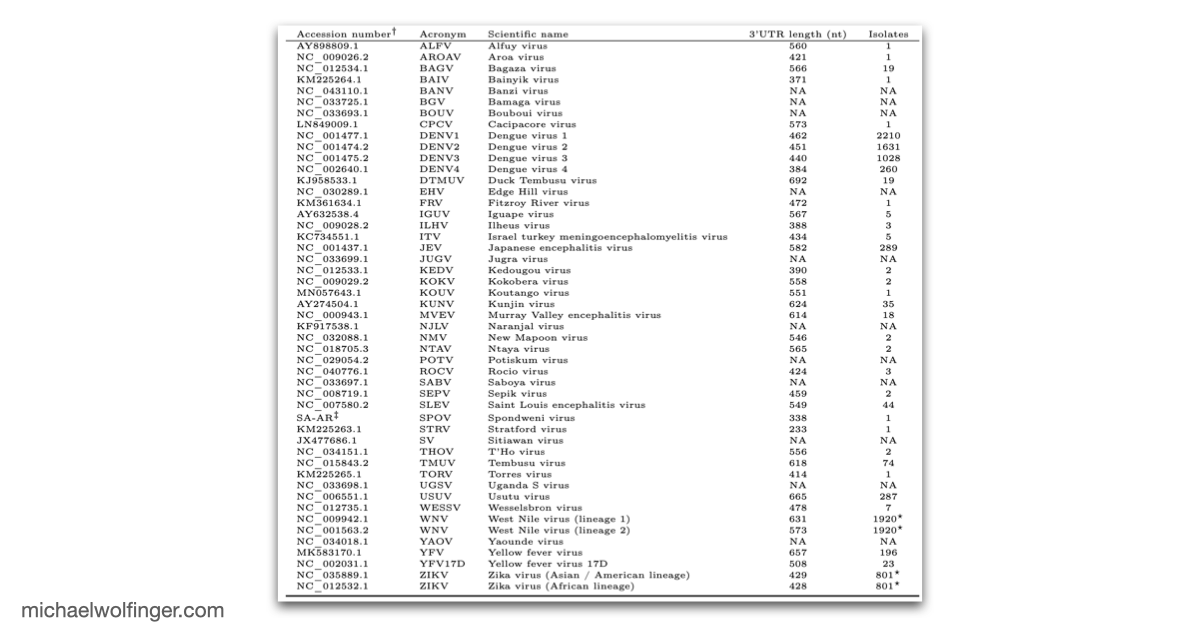 Accession number† Acronym Scientific name 3'UTR length (nt) Isolates
AY898809.1 ALFV Alfuy virus 560 1
NC_009026.2 AROAV Aroa virus 421 1
NC_012534.1 BAGV Bagaza virus 566 19
KM225264.1 BAIV Bainyik virus 371 1
NC_043110.1 BANV Banzi virus NA NA
NC_033725.1 BGV Bamaga virus NA NA
NC_033693.1 BOUV Bouboui virus NA NA
LN849009.1 CPCV Cacipacore virus 573 1
NC_001477.1 DENV1 Dengue virus 1 462 2210
NC_001474.2 DENV2 Dengue virus 2 451 1631
NC_001475.2 DENV3 Dengue virus 3 440 1028
NC_002640.1 DENV4 Dengue virus 4 384 260
KJ958533.1 DTMUV Duck Tembusu virus 692 19
NC_030289.1 EHV Edge Hill virus NA NA
KM361634.1 FRV Fitzroy River virus 472 1
AY632538.4 IGUV Iguape virus 567 5
NC_009028.2 ILHV Ilheus virus 388 3
KC734551.1 ITV Israel turkey meningoencephalomyelitis virus 434 5
NC_001437.1 JEV Japanese encephalitis virus 582 289
NC_033699.1 JUGV Jugra virus NA NA
NC_012533.1 KEDV Kedougou virus 390 2
NC_009029.2 KOKV Kokobera virus 558 2
MN057643.1 KOUV Koutango virus 551 1
AY274504.1 KUNV Kunjin virus 624 35
NC_000943.1 MVEV Murray Valley encephalitis virus 614 18
KF917538.1 NJLV Naranjal virus NA NA
NC_032088.1 NMV New Mapoon virus 546 2
NC_018705.3 NTAV Ntaya virus 565 2
NC_029054.2 POTV Potiskum virus NA NA
NC_040776.1 ROCV Rocio virus 424 3
NC_033697.1 SABV Saboya virus NA NA
NC_008719.1 SEPV Sepik virus 459 2
NC_007580.2 SLEV Saint Louis encephalitis virus 549 44
SA-AR‡ SPOV Spondweni virus 338 1
KM225263.1 STRV Stratford virus 233 1
JX477686.1 SV Sitiawan virus NA NA
NC_034151.1 THOV T'Ho virus 556 2
NC_015843.2 TMUV Tembusu virus 618 74
KM225265.1 TORV Torres virus 414 1
NC_033698.1 UGSV Uganda S virus NA NA
NC_006551.1 USUV Usutu virus 665 287
NC_012735.1 WESSV Wesselsbron virus 478 7
NC_009942.1 WNV West Nile virus (lineage 1) 631 1920*
NC_001563.2 WNV West Nile virus (lineage 2) 573 1920*
NC_034018.1 YAOV Yaounde virus NA NA
MK583170.1 YFV Yellow fever virus 657 196
NC_002031.1 YFV17D Yellow fever virus 17D 508 23
NC_035889.1 ZIKV Zika virus (Asian / American lineage) 429 801*
NC_012532.1 ZIKV Zika virus (African lineage) 428 801*
michaelwolfinger.com